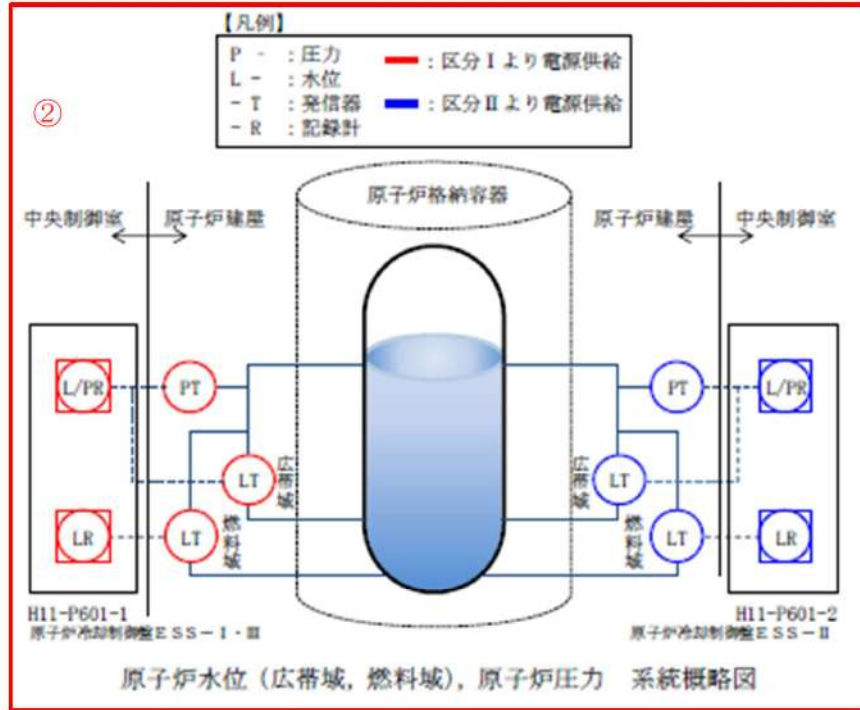 【凡例】
P - ：圧力
L - ：水位
- T ：発信器
- R ：記録計
：区分Ⅰより電源供給
：区分Ⅱより電源供給
②
原子炉格納容器
中央制御室
原子炉建屋
原子炉建屋
中央制御室
L/PR
PT
PT
L/PR
LT
広帯域
広帯域
LT
LR
LT
燃料域
燃料域
LT
LR
H11-P601-1
原子炉冷却制御盤ESS-Ⅰ・Ⅲ
H11-P601-2
原子炉冷却制御盤ESS-Ⅱ
原子炉水位（広帯域，燃料域），原子炉圧力　系統概略図